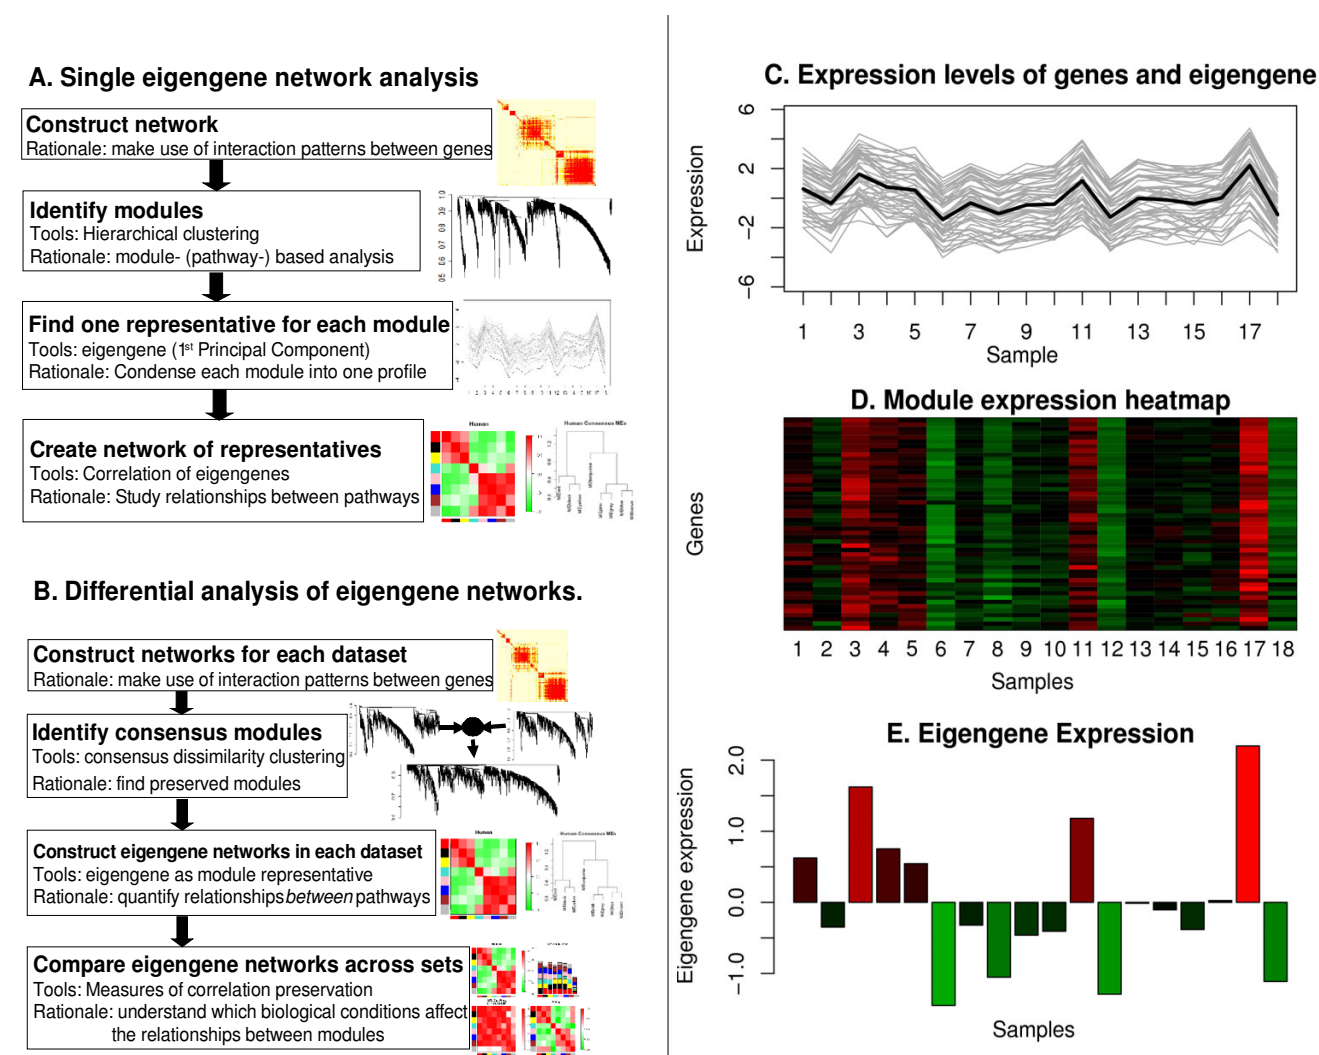 A. Single eigengene network analysis
Construct network
Rationale: make use of interaction patterns between genes
Identify modules
Tools: Hierarchical clustering
Rationale: module- (pathway-) based analysis
Find one representative for each module
Tools: eigengene (1st Principal Component)
Rationale: Condense each module into one profile
Create network of representatives
Tools: Correlation of eigengenes
Rationale: Study relationships between pathways
Human
Human Consensus MEs
B. Differential analysis of eigengene networks.
Construct networks for each dataset
Rationale: make use of interaction patterns between genes
Identify consensus modules
Tools: consensus dissimilarity clustering
Rationale: find preserved modules
Construct eigengene networks in each dataset
Tools: eigengene as module representative
Rationale: quantify relationships between pathways
Human
Human Consensus MEs
Compare eigengene networks across sets
Tools: Measures of correlation preservation
Rationale: understand which biological conditions affect
the relationships between modules
C. Expression levels of genes and eigengene
Expression
6
2
−2
−6
1 3 5 7 9 11 13 15 17
Sample
D. Module expression heatmap
Genes
1 2 3 4 5 6 7 8 9 10 11 12 13 14 15 16 17 18
Samples
E. Eigengene Expression
Eigengene expression
2.0
1.0
0.0
−1.0
Samples